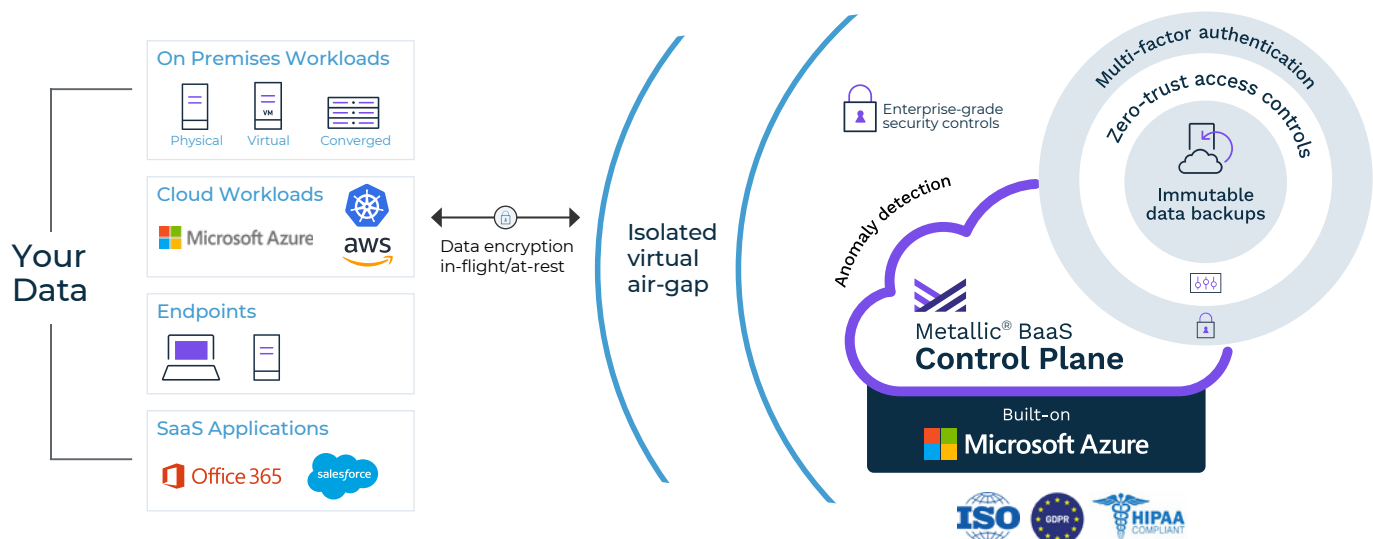 Your
Data
On Premises Workloads
VM
Physical
Virtual
Converged
Cloud Workloads
Microsoft Azure
aws
Endpoints
SaaS Applications
Office 365
salesforce
Data encryption
in-flight/at-rest
Isolated
virtual
air-gap
Enterprise-grade
security controls
Anomaly detection
Multi-factor authentication
Zero-trust access controls
Immutable
data backups
Metallic® BaaS
Control Plane
Built-on
Microsoft Azure
ISO
GDPR
HIPAA
COMPLIANT